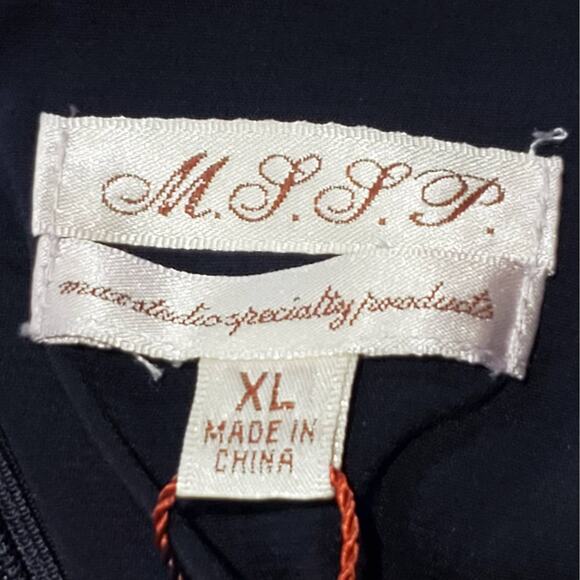 M.S.S.P.
max studio specialty products
XL
MADE IN
CHINA